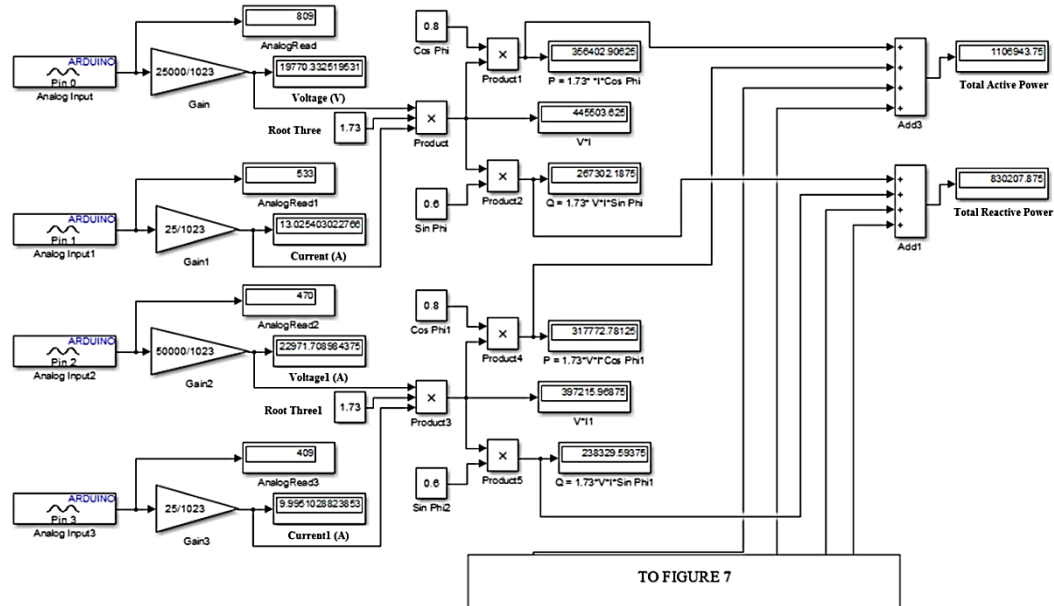 809
AnalogRead
ARDUINO
Pin 0
Analog Input
25000/1023
Gain
19770.332519531
Voltage (V)
Root Three
1.73
×
Product
0.8
Cos Phi
×
Product1
356402.90625
P = 1.73* *I*Cos Phi
445503.625
V*I
×
Product2
267302.1875
Q = 1.73* V*I*Sin Phi
0.6
Sin Phi
+
+
+
+
Add3
1106943.75
Total Active Power
+
+
+
+
Add1
830207.875
Total Reactive Power
533
AnalogRead1
ARDUINO
Pin 1
Analog Input1
25/1023
Gain1
13.025403022766
Current (A)
470
AnalogRead2
ARDUINO
Pin 2
Analog Input2
50000/1023
Gain2
22971.708984375
Voltage1 (A)
Root Three1
1.73
×
Product3
0.8
Cos Phi1
×
Product4
317772.78125
P = 1.73*V*I*Cos Phi1
397215.96875
V*I1
×
Product5
238329.59375
Q = 1.73*V*I*Sin Phi1
0.6
Sin Phi2
409
AnalogRead3
ARDUINO
Pin 3
Analog Input3
25/1023
Gain3
9.9951028823853
Current1 (A)
TO FIGURE 7